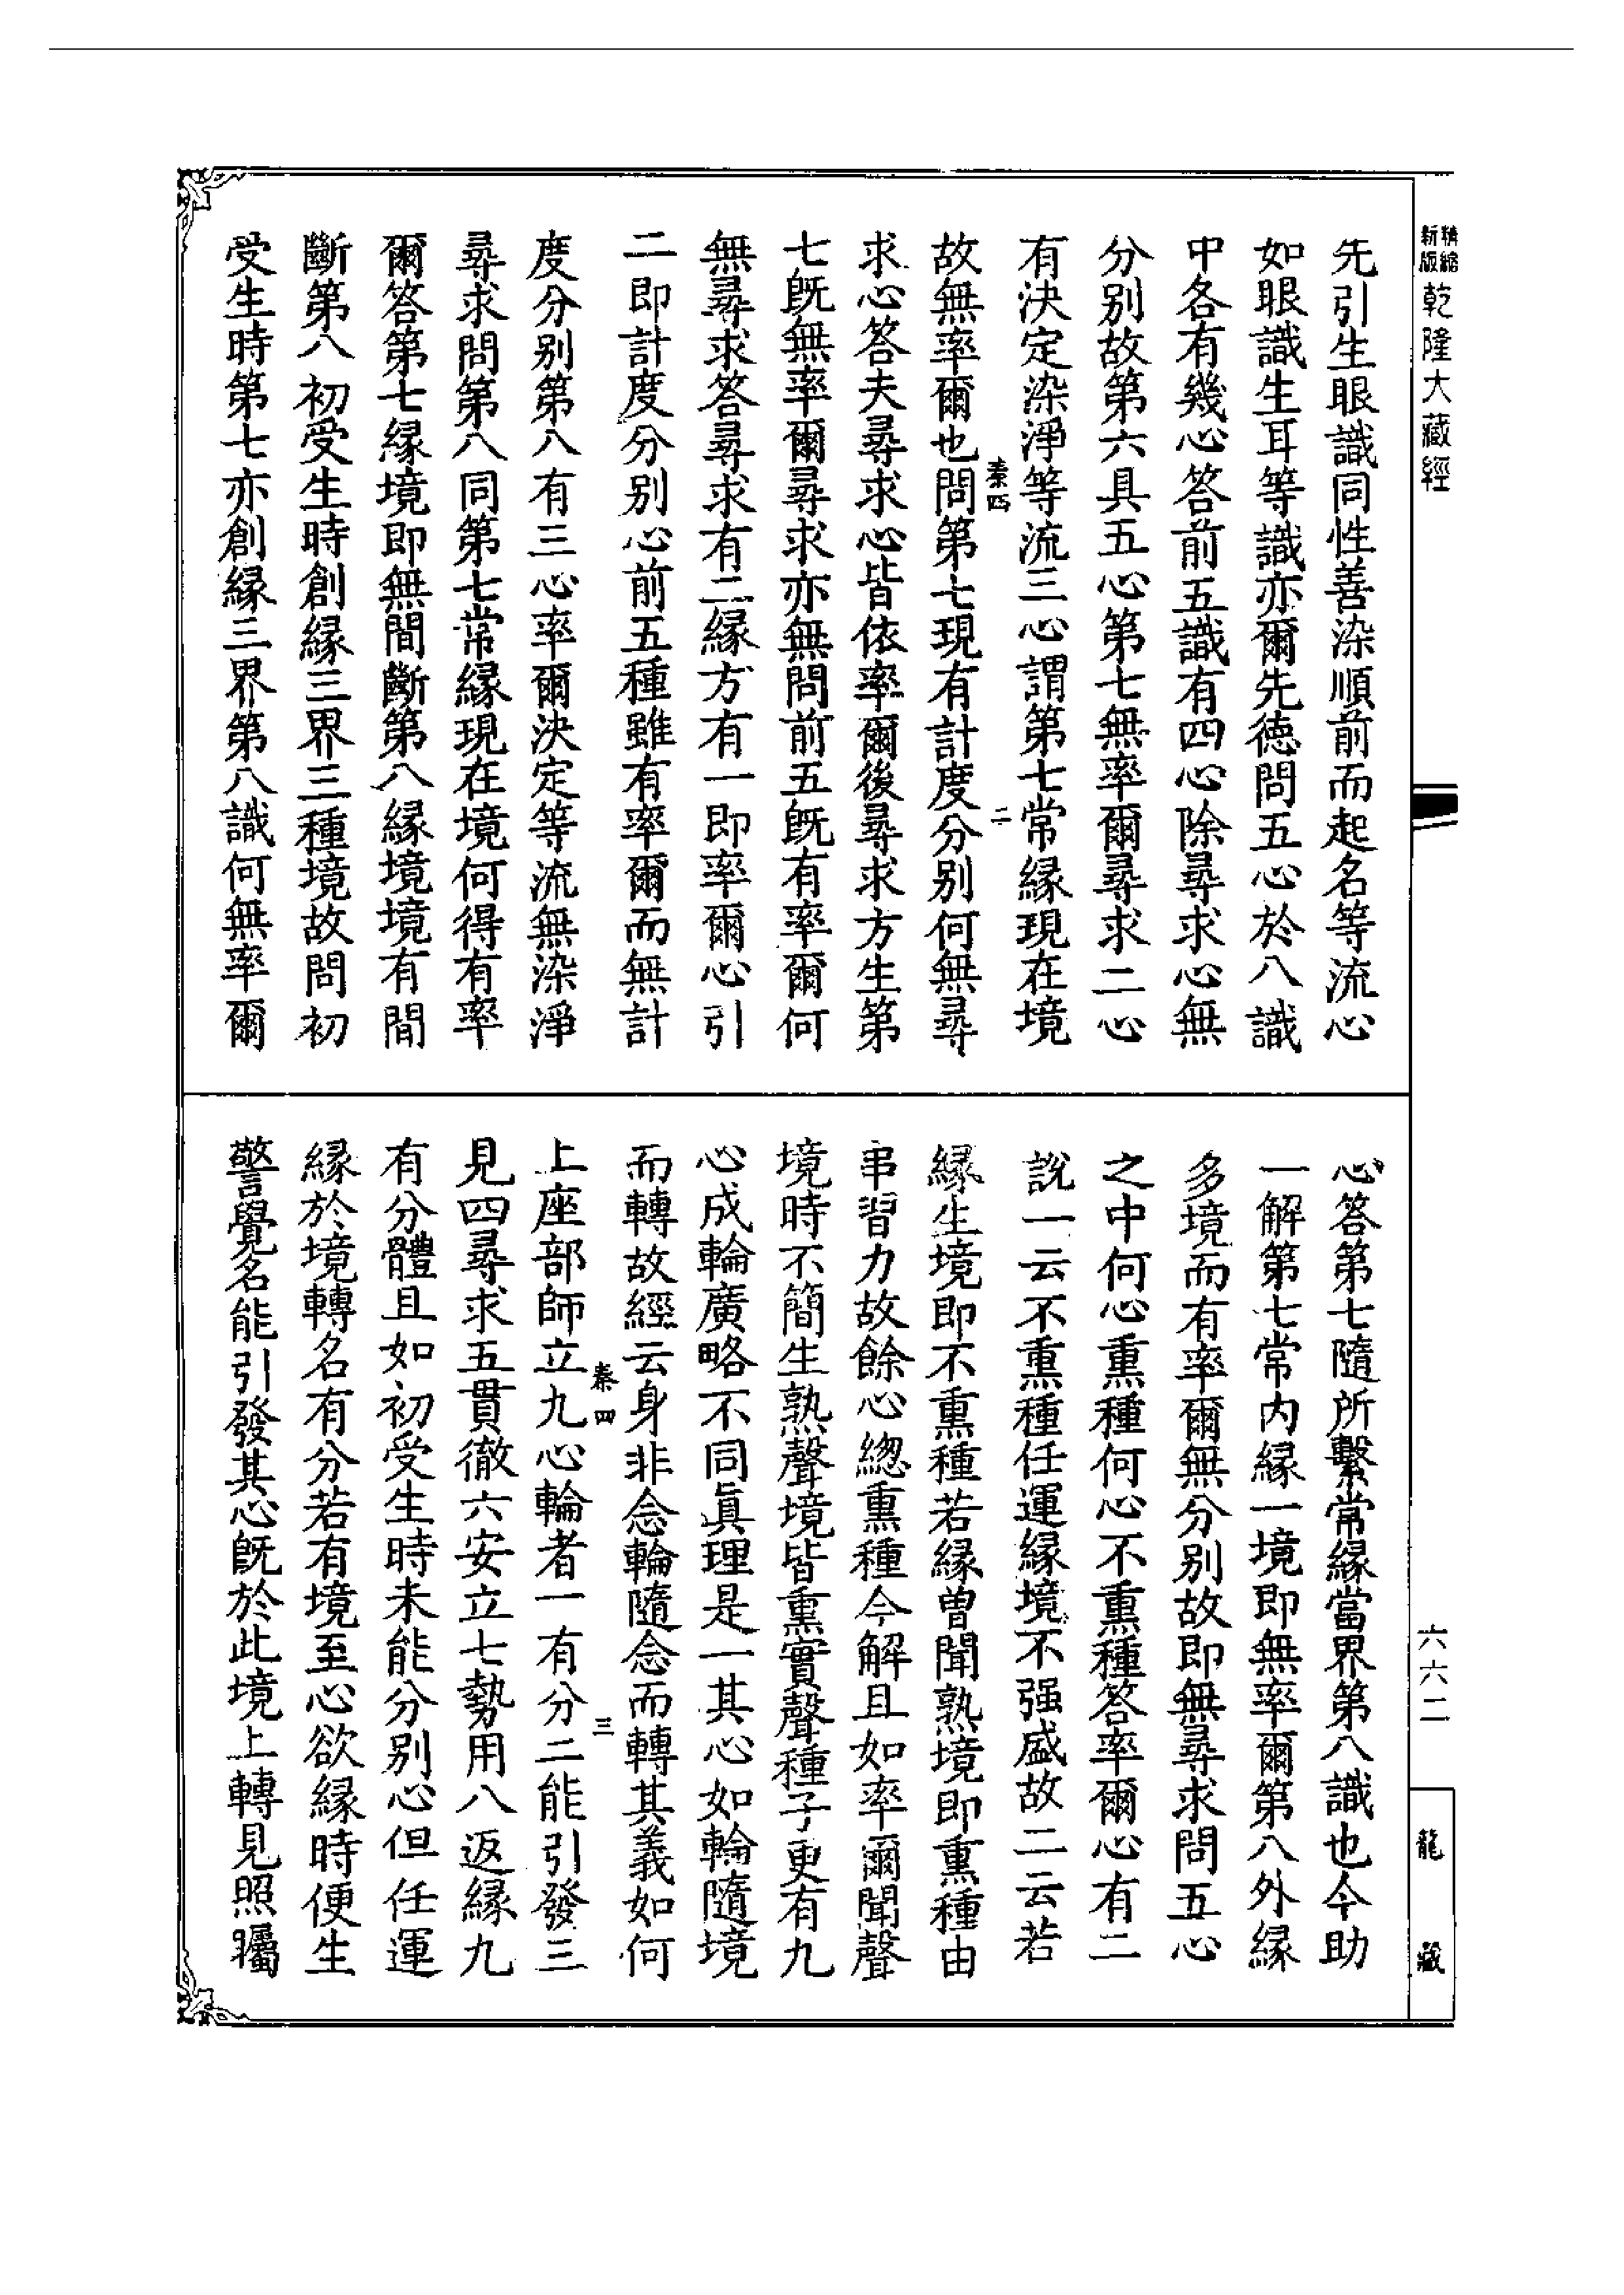 精縮
新版
乾隆大藏經
先引生眼識同性善染順前而起名等流心
如眼識生耳等識亦爾先德問五心於八識
中各有幾心答前五識有四心除尋求心無
分別故第六具五心第七無率爾尋求二心
有決定染淨等流三心謂第七常緣現在境
秦四
二
故無率爾也問第七現有計度分別何無尋
求心答夫尋求心皆依率爾後尋求方生第
七既無率爾尋求亦無問前五既有率爾何
無尋求答尋求有二緣方有一即率爾心引
二即計度分別心前五種雖有率爾而無計
度分別第八有三心率爾決定等流無染淨
尋求問第八同第七常緣現在境何得有率
爾答第七緣境即無間斷第八緣境境有間
斷第八初受生時創緣三界三種境故問初
受生時第七亦創緣三界第八識何無率爾
心答第七隨所繫常緣當界第八識也今助
一解第七常內緣一境即無率爾第八外緣
多境而有率爾無分別故即無尋求問五心
之中何心熏種何心不熏種答率爾心有二
說一云不熏種任運緣境不强盛故二云若
緣生境即不熏種若緣曾聞熟境即熏種由
串習力故餘心總熏種今解且如率爾聞聲
境時不簡生熟聲境皆熏實聲種子更有九
心成輪廣略不同眞理是一其心如輪隨境
而轉故經云身非念輪隨念而轉其義如何
秦四
三
上座部師立九心輪者一有分二能引發三
見四尋求五貫徹六安立七勢用八返緣九
有分體且如初受生時未能分別心但任運
緣於境轉名有分若有境至心欲緣時便生
警覺名能引發其心既於此境上轉見照矚
六六二
龍藏